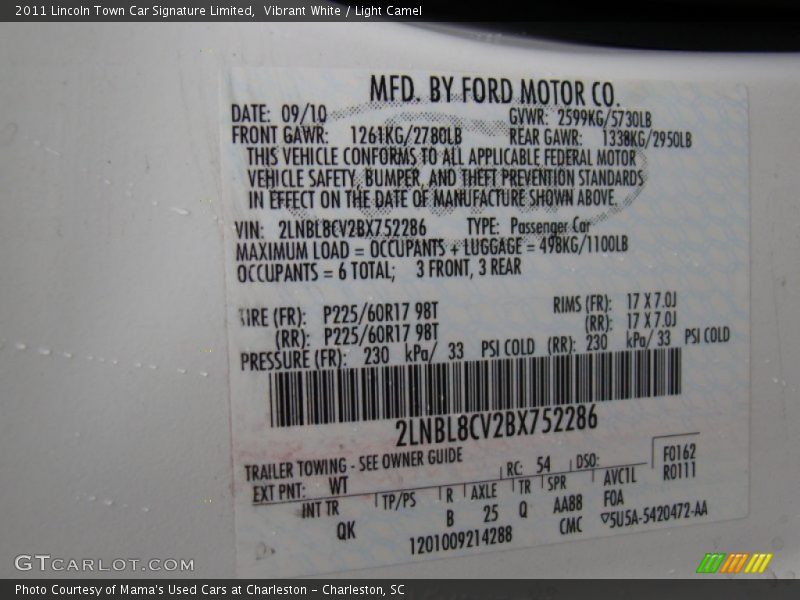 2011 Lincoln Town Car Signature Limited,  Vibrant White / Light Camel
MFD. BY FORD MOTOR CO.
DATE: 09/10 GVWR: 2599KG/5730LB
FRONT GAWR: 1261KG/2780LB REAR GAWR: 1338KG/2950LB
THIS VEHICLE CONFORMS TO ALL APPLICABLE FEDERAL MOTOR
VEHICLE SAFETY, BUMPER, AND THEFT PREVENTION STANDARDS
IN EFFECT ON THE DATE OF MANUFACTURE SHOWN ABOVE.
VIN: 2LNBL8CV2BX752286 TYPE: Passenger Car
MAXIMUM LOAD = OCCUPANTS + LUGGAGE = 498KG/1100LB
OCCUPANTS = 6 TOTAL; 3 FRONT, 3 REAR
TIRE (FR): P225/60R17 98T RIMS (FR): 17 X 7.0J
(RR): P225/60R17 98T (RR): 17 X 7.0J
PRESSURE (FR): 230 kPa/ 33 PSI COLD (RR): 230 kPa/ 33 PSI COLD
2LNBL8CV2BX752286
TRAILER TOWING - SEE OWNER GUIDE RC: 54 DSO: F0162
EXT PNT: WT R0111
INT TR TP/PS R AXLE TR SPR AVC1L
QK B 25 Q AA88 FOA
1201009214288 CMC ▽5U5A-5420472-AA
GTCARLOT.COM
Photo Courtesy of Mama's Used Cars at Charleston - Charleston, SC